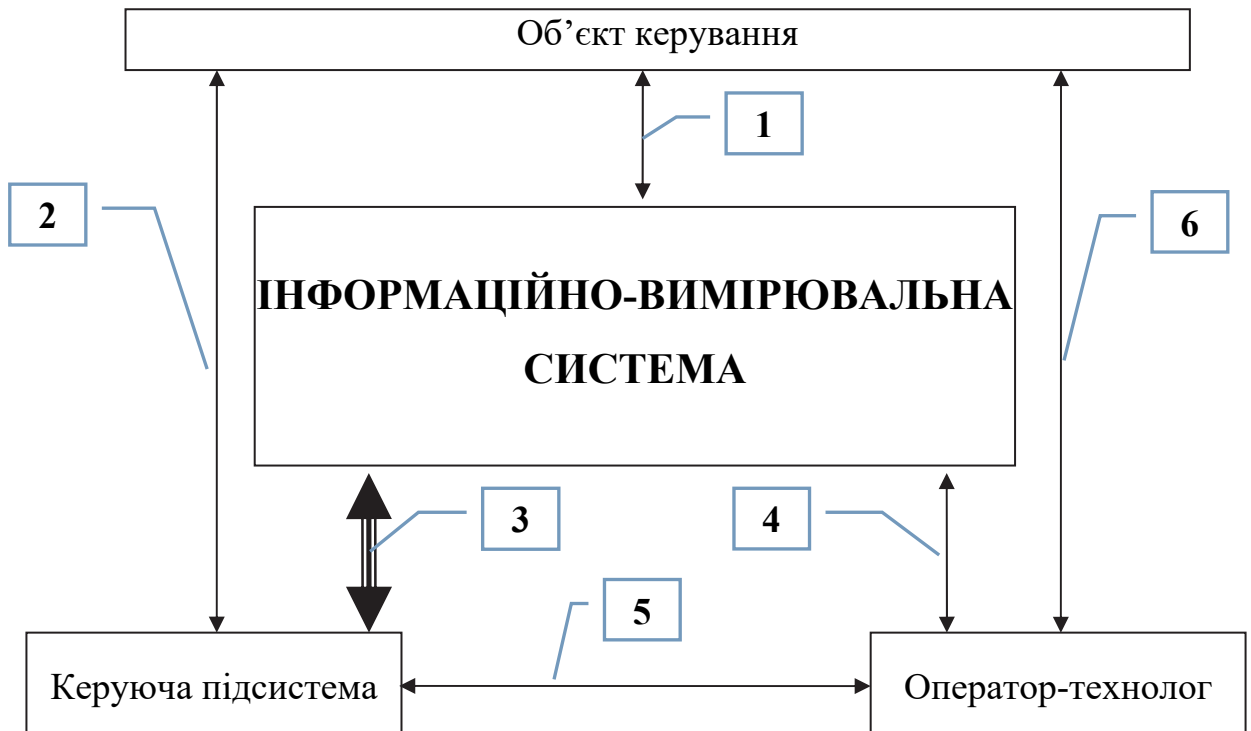 Об’єкт керування
1
2
6
ІНФОРМАЦІЙНО-ВИМІРЮВАЛЬНА
СИСТЕМА
3
4
5
Керуюча підсистема
Оператор-технолог